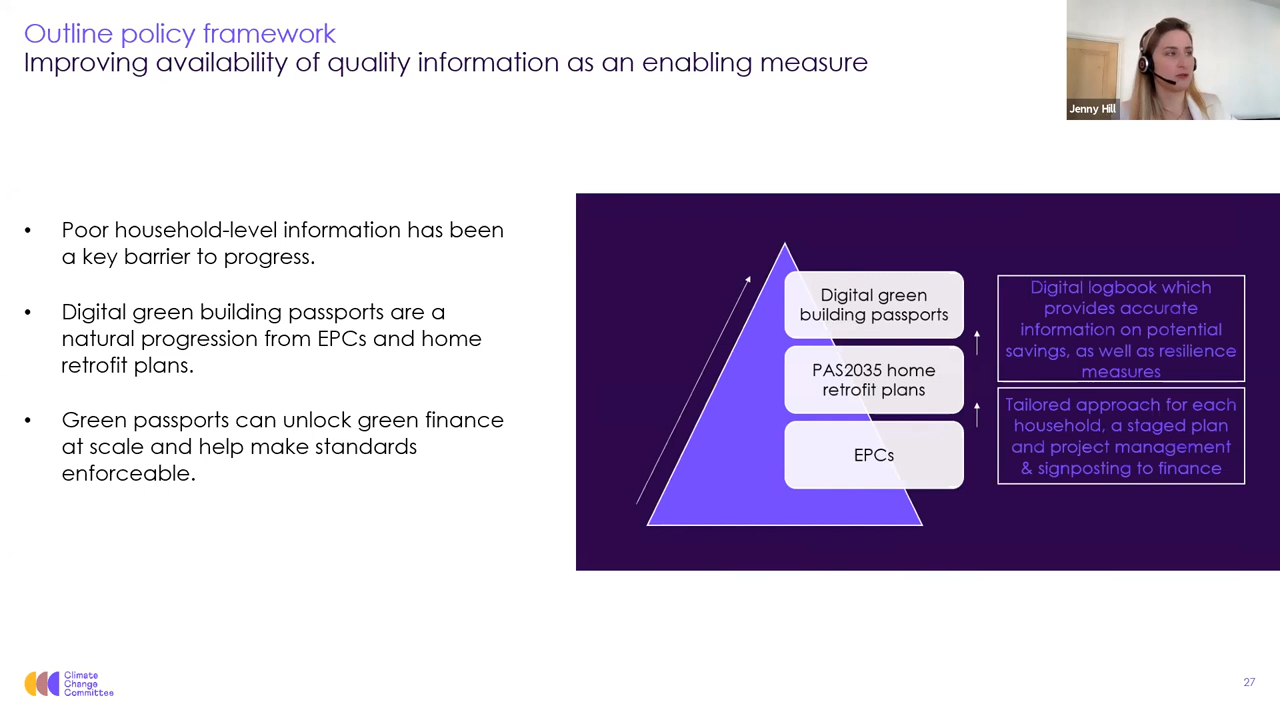 Outline policy framework
Improving availability of quality information as an enabling measure
Jenny Hill
• Poor household-level information has been
a key barrier to progress.
• Digital green building passports are a
natural progression from EPCs and home
retrofit plans.
• Green passports can unlock green finance
at scale and help make standards
enforceable.
Digital green
building passports
PAS2035 home
retrofit plans
EPCs
Digital logbook which
provides accurate
information on potential
savings, as well as resilience
measures
Tailored approach for each
household, a staged plan
and project management
& signposting to finance
Climate
Change
Committee
27